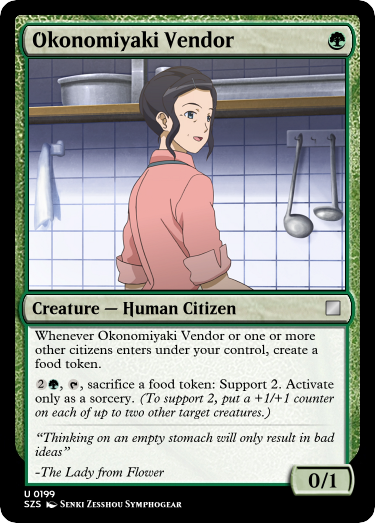 Okonomiyaki Vendor
Creature — Human Citizen
Whenever Okonomiyaki Vendor or one or more
other citizens enters under your control, create a
food token.
2, , sacrifice a food token: Support 2. Activate
only as a sorcery. (To support 2, put a +1/+1 counter
on each of up to two other target creatures.)
“Thinking on an empty stomach will only result in bad
ideas”
-The Lady from Flower
0/1
U 0199
SZS Senki Zesshou Symphogear